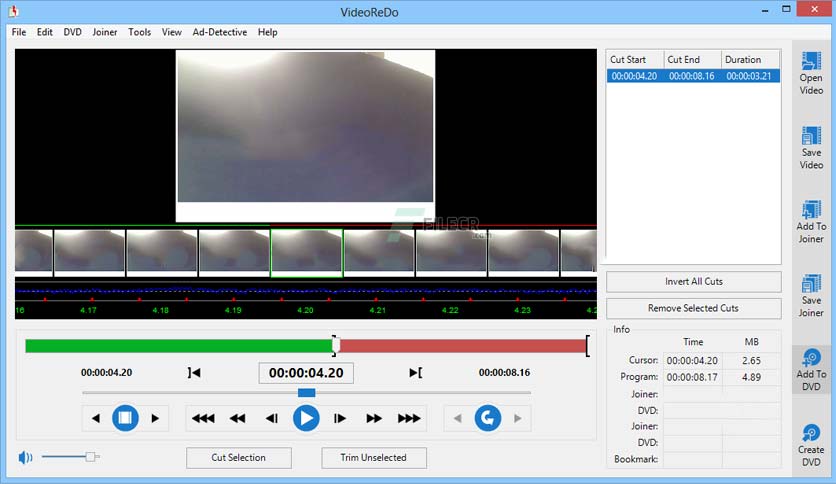 VideoReDo
File Edit DVD Joiner Tools View Ad-Detective Help
Cut Start Cut End Duration
00:00:04.20 00:00:08.16 00:00:03.21
Open
Video
Save
Video
Add To
Joiner
Save
Joiner
Add To
DVD
Create
DVD
FILECR
.com
16 4.17 4.18 4.19 4.20 4.21 4.22 4.23 4.2
Invert All Cuts
Remove Selected Cuts
Info
Time MB
Cursor: 00:00:04.20 2.65
Program: 00:00:08.17 4.89
Joiner:
DVD:
Joiner:
DVD:
Bookmark:
00:00:04.20 00:00:04.20 00:00:08.16
Cut Selection Trim Unselected